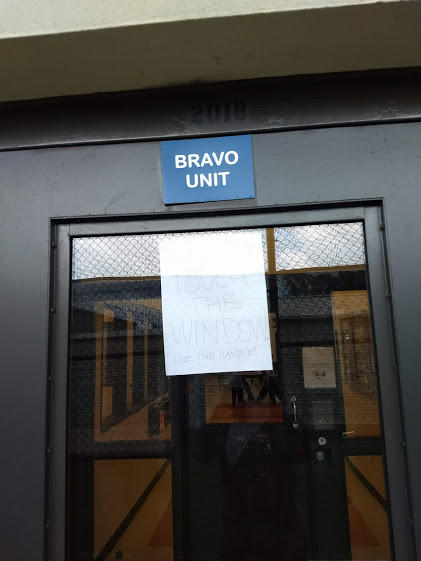 2018
BRAVO
UNIT
TOUCH
THE
WINDOW
USE THE HANDLE!